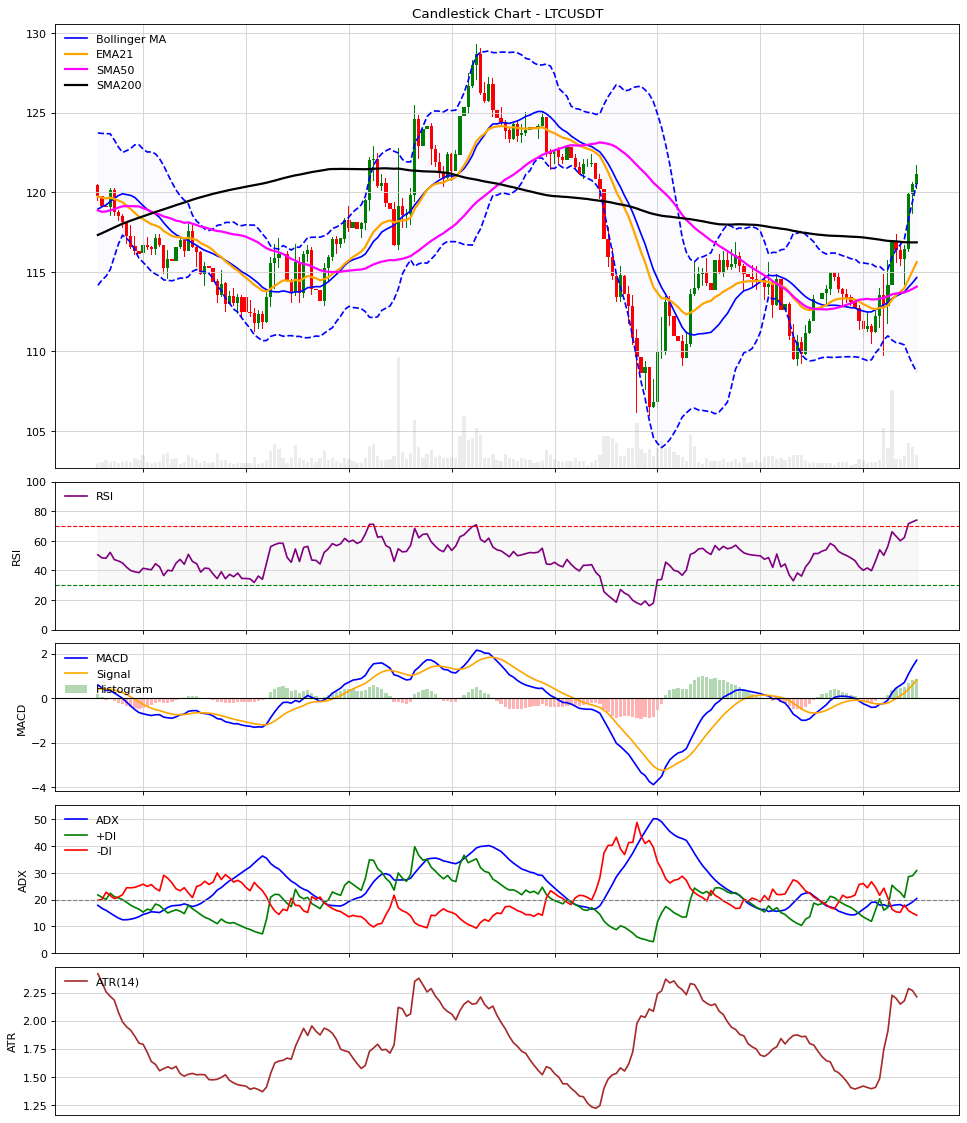 Candlestick Chart - LTCUSDT
130
125
120
115
110
105
Bollinger MA
EMA21
SMA50
SMA200
100
80
60
40
20
0
RSI
RSI
2
0
−2
−4
MACD
MACD
Signal
Histogram
50
40
30
20
10
0
ADX
ADX
+DI
-DI
2.25
2.00
1.75
1.50
1.25
ATR
ATR(14)